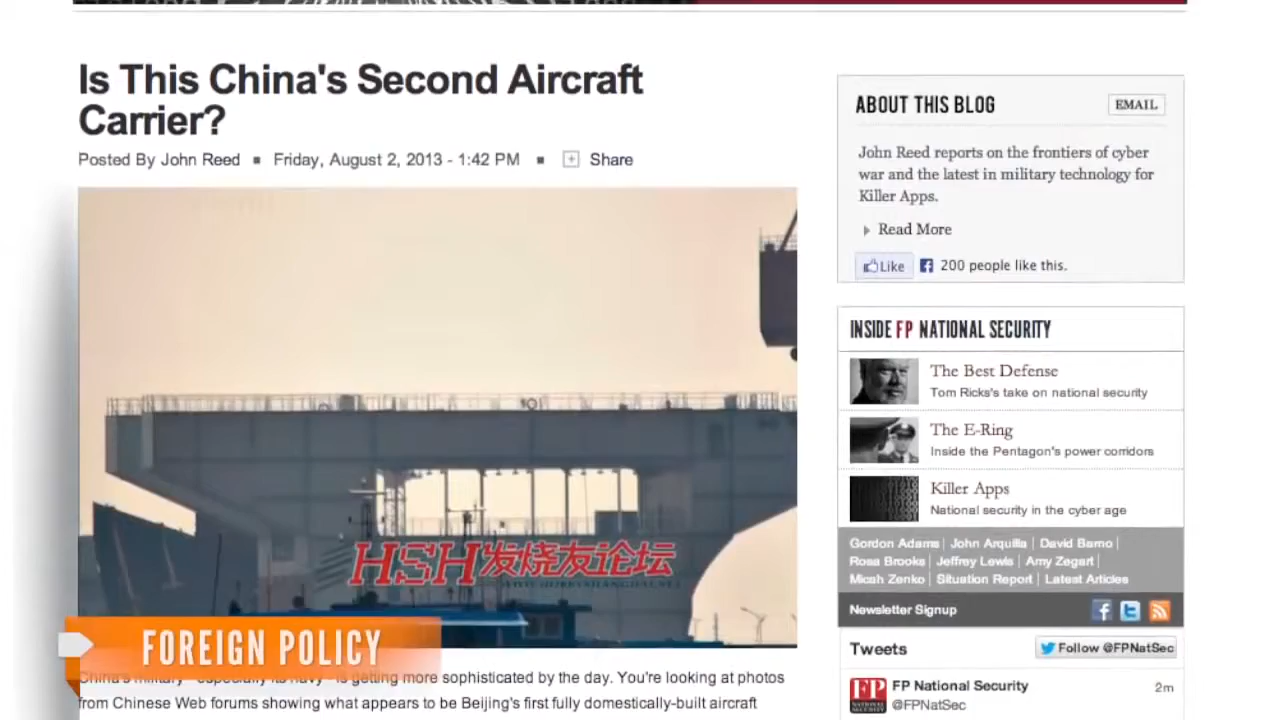 Is This China's Second Aircraft
Carrier?
Posted By John Reed ■ Friday, August 2, 2013 - 1:42 PM ■ Share
HSH发烧友论坛
FOREIGN POLICY
China's military especially its navy is getting more sophisticated by the day. You're looking at photos
from Chinese Web forums showing what appears to be Beijing's first fully domestically-built aircraft
ABOUT THIS BLOG
EMAIL
John Reed reports on the frontiers of cyber
war and the latest in military technology for
Killer Apps.
Read More
Like
200 people like this.
INSIDE FP NATIONAL SECURITY
The Best Defense
Tom Ricks's take on national security
The E-Ring
Inside the Pentagon's power corridors
Killer Apps
National security in the cyber age
Gordon Adams | John Arquilla | David Barno |
Rosa Brooks | Jeffrey Lewis | Amy Zegart |
Micah Zenko | Situation Report | Latest Articles
Newsletter Signup
Tweets
Follow @FPNatSec
FP
FP National Security
2m
@FPNatSec